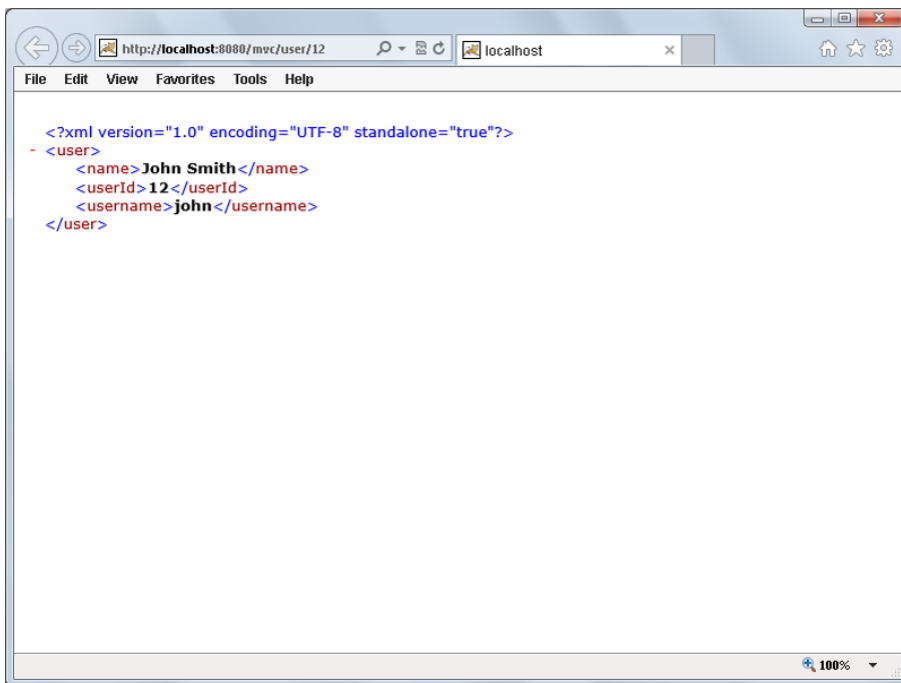 http://localhost:8080/mvc/user/12
localhost
File Edit View Favorites Tools Help
<?xml version="1.0" encoding="UTF-8" standalone="true"?>
- <user>
<name>John Smith</name>
<userId>12</userId>
<username>john</username>
</user>
100%